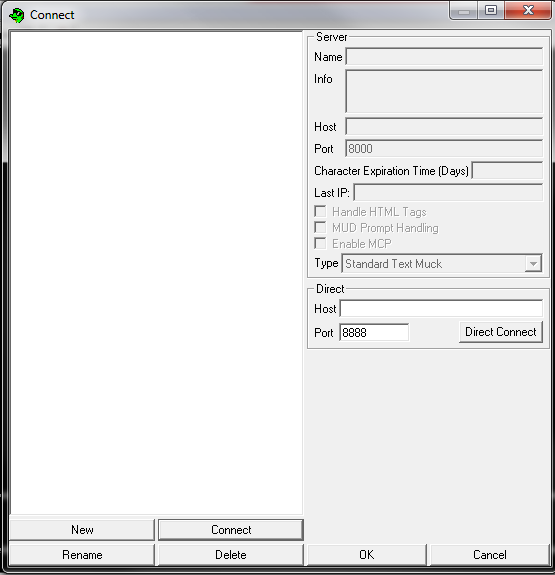 Connect
Server
Name
Info
Host
Port 8000
Character Expiration Time (Days)
Last IP:
Handle HTML Tags
MUD Prompt Handling
Enable MCP
Type Standard Text Muck
Direct
Host
Port 8888 Direct Connect
New Connect
Rename Delete OK Cancel